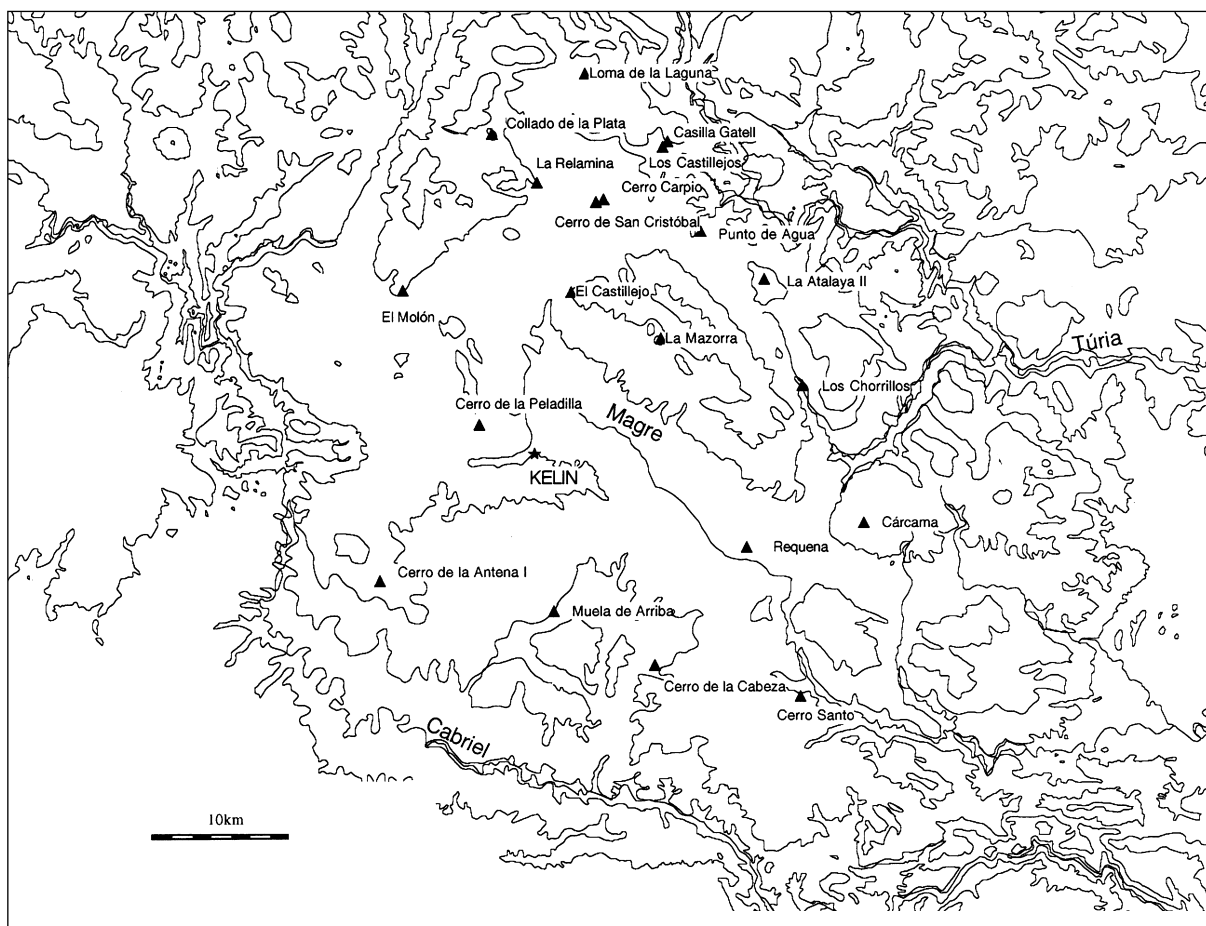 Loma de la Laguna
Collado de la Plata
Casilla Gatell
Los Castillejos
La Relamina
Cerro Carpio
Cerro de San Cristóbal
Punto de Agua
La Atalaya II
El Castillejo
El Molón
La Mazorra
Túria
Los Chorrillos
Cerro de la Peladilla
Magre
KELIN
Cárcama
Requena
Cerro de la Antena I
Muela de Arriba
Cerro de la Cabeza
Cerro Santo
Cabriel
10km